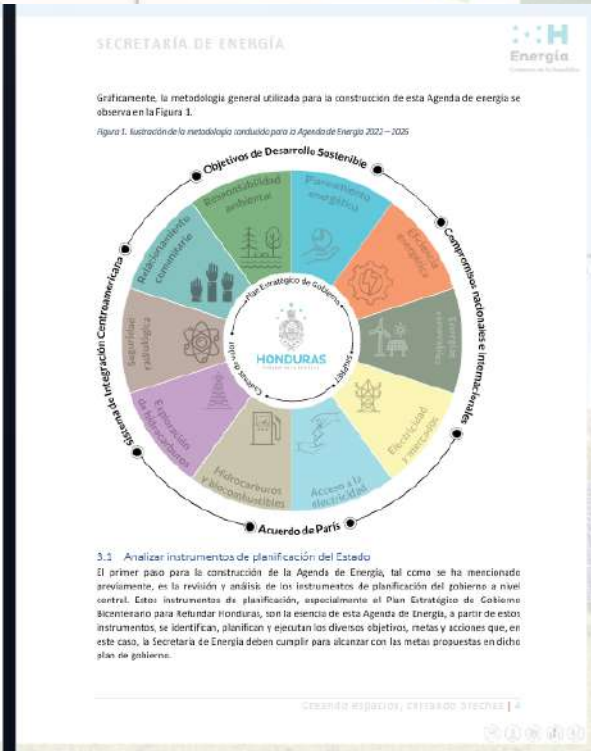 SECRETARÍA DE ENERGÍA
Energía
Gráficamente, la metodología general utilizada para la construcción de esta Agenda de energía se
observa en la Figura 1.
Figura 1. Ilustración de la metodología conducida para la Agenda de Energía 2022 – 2026
Objetivos de Desarrollo Sostenible
Compromisos nacionales e internacionales
Acuerdo de París
Sistema de Integración Centroamericana
Responsabilidad
ambiental
Planeamiento
energético
Eficiencia
energética
Energías
renovables
Electricidad
y mercados
Acceso a la
electricidad
Hidrocarburos
y biocombustibles
Exploración
de hidrocarburos
Seguridad
radiológica
Relacionamiento
comunitario
Plan Estratégico de Gobierno
Cadenas de valor
HONDURAS
3.1 Analizar instrumentos de planificación del Estado
El primer paso para la construcción de la Agenda de Energía, tal como se ha mencionado
previamente, es la revisión y análisis de los instrumentos de planificación del gobierno a nivel
central. Estos instrumentos de planificación, especialmente el Plan Estratégico de Gobierno
Bicentenario para Refundar Honduras, son la esencia de esta Agenda de Energía, a partir de estos
instrumentos, se identifican, planifican y ejecutan los diversos objetivos, metas y acciones que, en
este caso, la Secretaría de Energía deben cumplir para alcanzar con las metas propuestas en dicho
plan de gobierno.
Creando espacios, cerrando brechas |